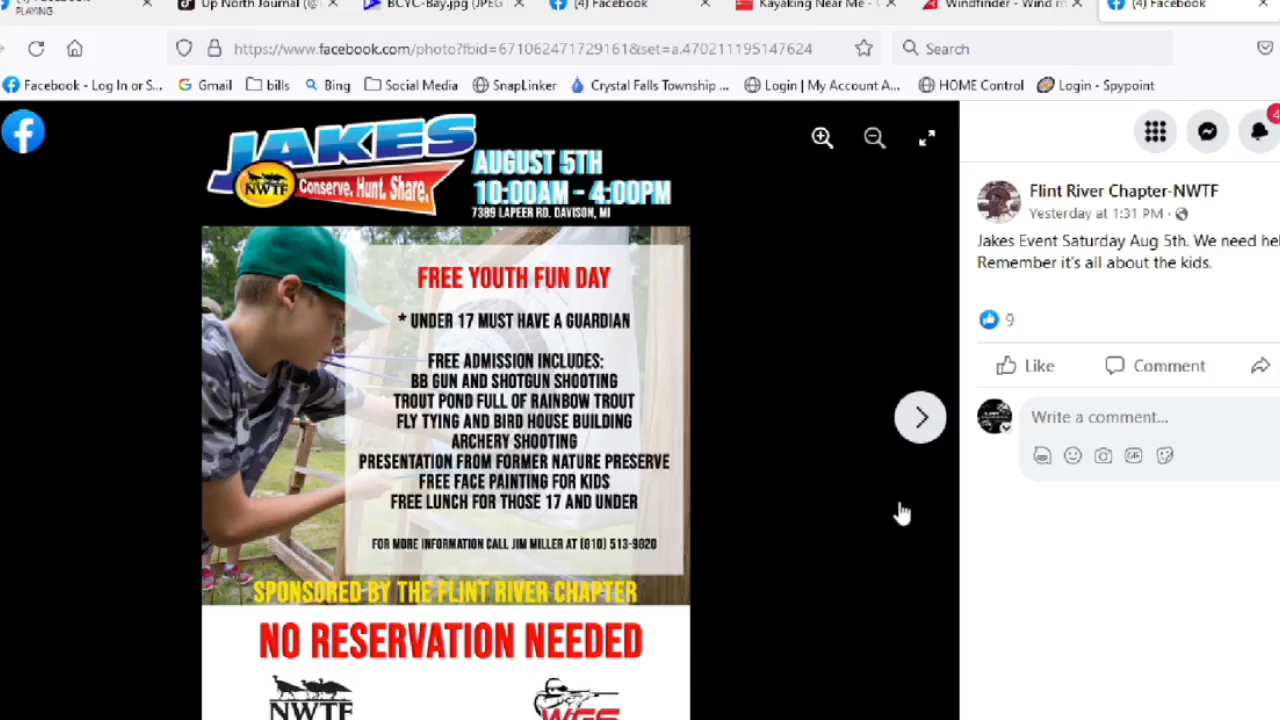 PLAYING
Up North Journal (@
BCYC-Bay.jpg (JPEG
(4) Facebook
Kayaking Near Me -
Windfinder - Wind m
(4) Facebook
https://www.facebook.com/photo?fbid=671062471729161&set=a.470211195147624
Search
Facebook - Log In or S...
Gmail
bills
Bing
Social Media
SnapLinker
Crystal Falls Township ...
Login | My Account A...
HOME Control
Login - Spypoint
JAKES
NWTF
Conserve. Hunt. Share.
AUGUST 5TH
10:00AM - 4:00PM
7389 LAPEER RD. DAVISON, MI
FREE YOUTH FUN DAY
* UNDER 17 MUST HAVE A GUARDIAN
FREE ADMISSION INCLUDES:
BB GUN AND SHOTGUN SHOOTING
TROUT POND FULL OF RAINBOW TROUT
FLY TYING AND BIRD HOUSE BUILDING
ARCHERY SHOOTING
PRESENTATION FROM FORMER NATURE PRESERVE
FREE FACE PAINTING FOR KIDS
FREE LUNCH FOR THOSE 17 AND UNDER
FOR MORE INFORMATION CALL JIM MILLER AT (810) 513-9820
SPONSORED BY THE FLINT RIVER CHAPTER
NO RESERVATION NEEDED
NWTF
WGS
4
Flint River Chapter-NWTF
Yesterday at 1:31 PM ·
Jakes Event Saturday Aug 5th. We need hel
Remember it's all about the kids.
9
Like
Comment
Write a comment...
GIF